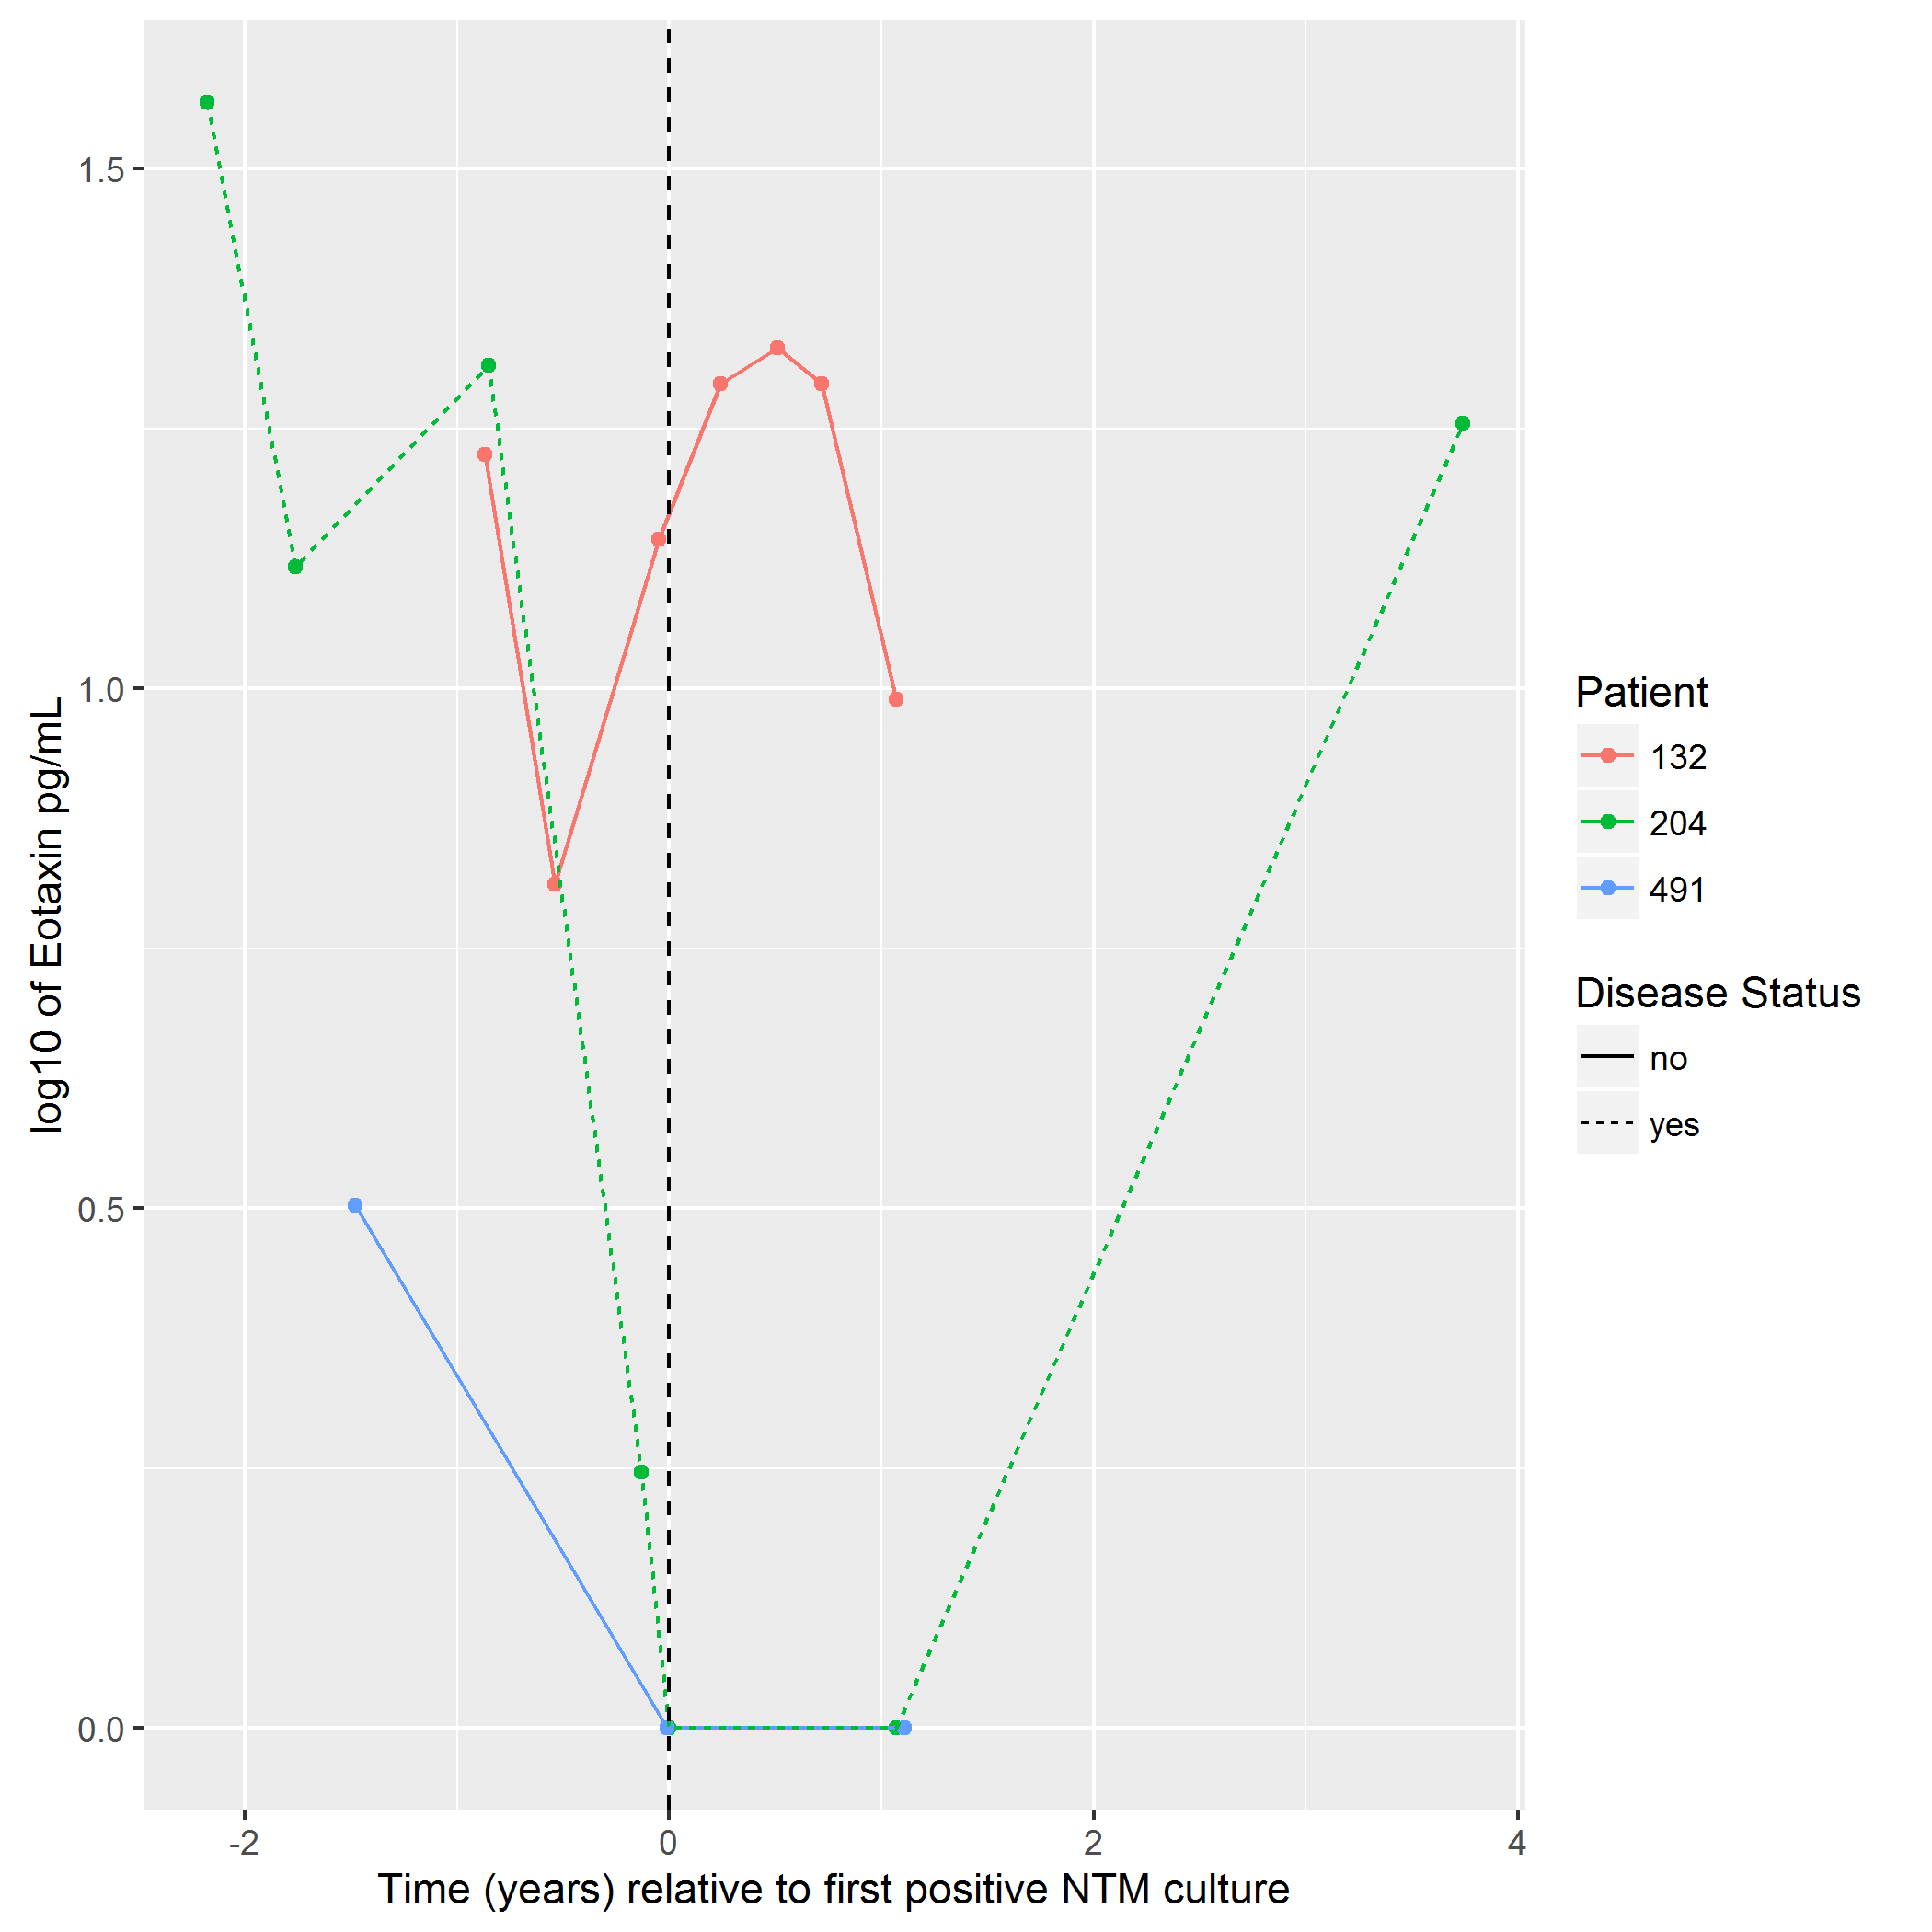 log10 of Eotaxin pg/mL
1.5
1.0
0.5
0.0
-2
0
2
4
Time (years) relative to first positive NTM culture
Patient
132
204
491
Disease Status
no
yes